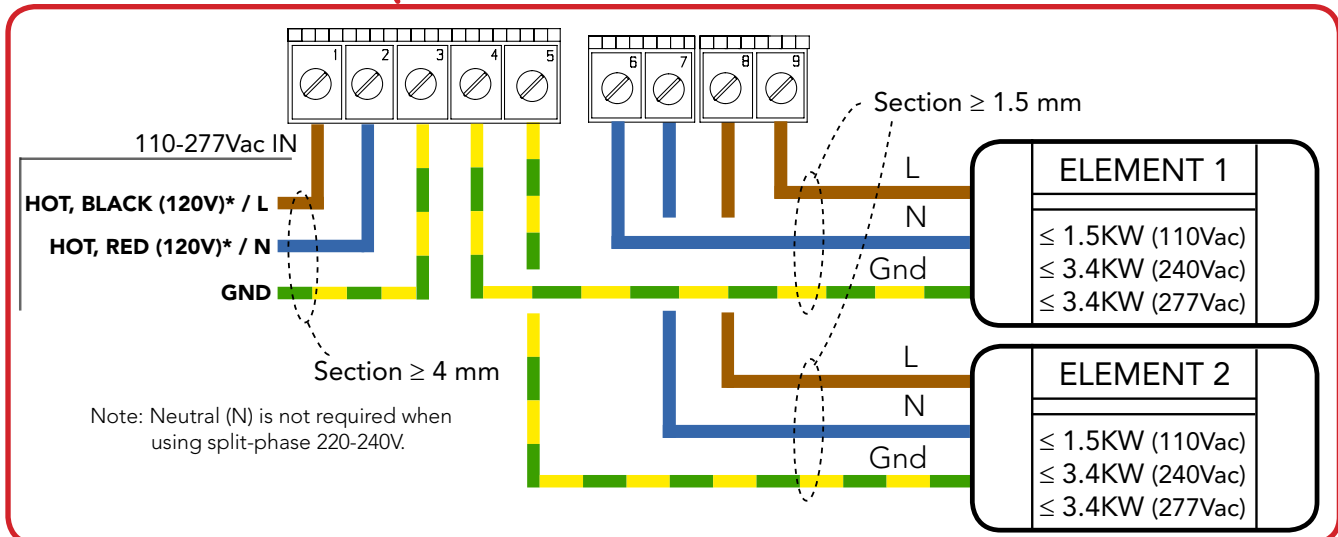 1 2 3 4 5 6 7 8 9
Section ≥ 1.5 mm
110-277Vac IN
HOT, BLACK (120V)* / L
HOT, RED (120V)* / N
GND
Section ≥ 4 mm
Note: Neutral (N) is not required when
using split-phase 220-240V.
L
N
Gnd
ELEMENT 1
≤ 1.5KW (110Vac)
≤ 3.4KW (240Vac)
≤ 3.4KW (277Vac)
L
N
Gnd
ELEMENT 2
≤ 1.5KW (110Vac)
≤ 3.4KW (240Vac)
≤ 3.4KW (277Vac)